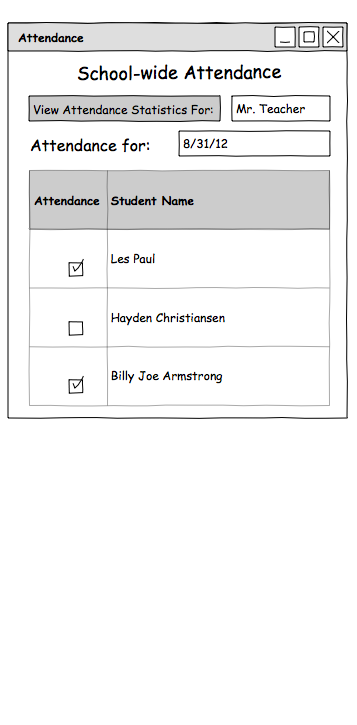 Attendance
School-wide Attendance
View Attendance Statistics For: Mr. Teacher
Attendance for: 8/31/12
Attendance Student Name
Les Paul
Hayden Christiansen
Billy Joe Armstrong